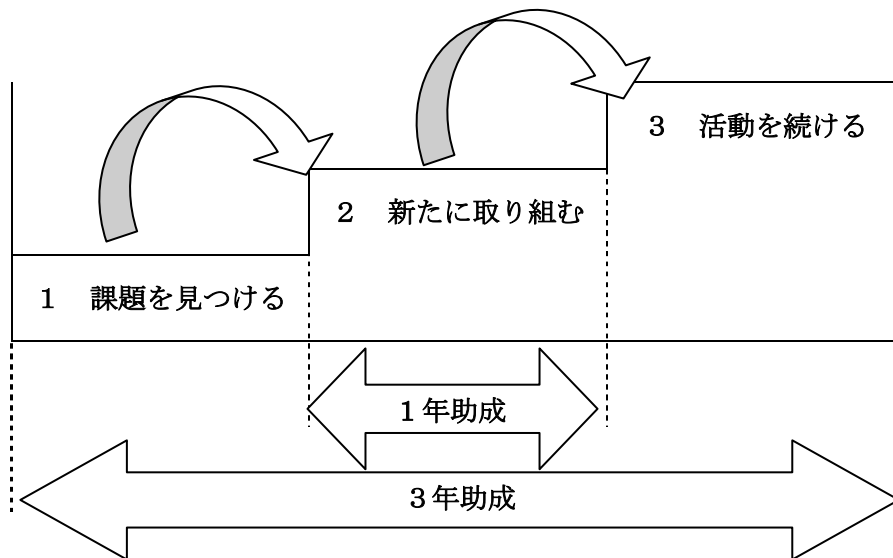 ３　活動を続ける
２　新たに取り組む
１　課題を見つける
１年助成
３年助成